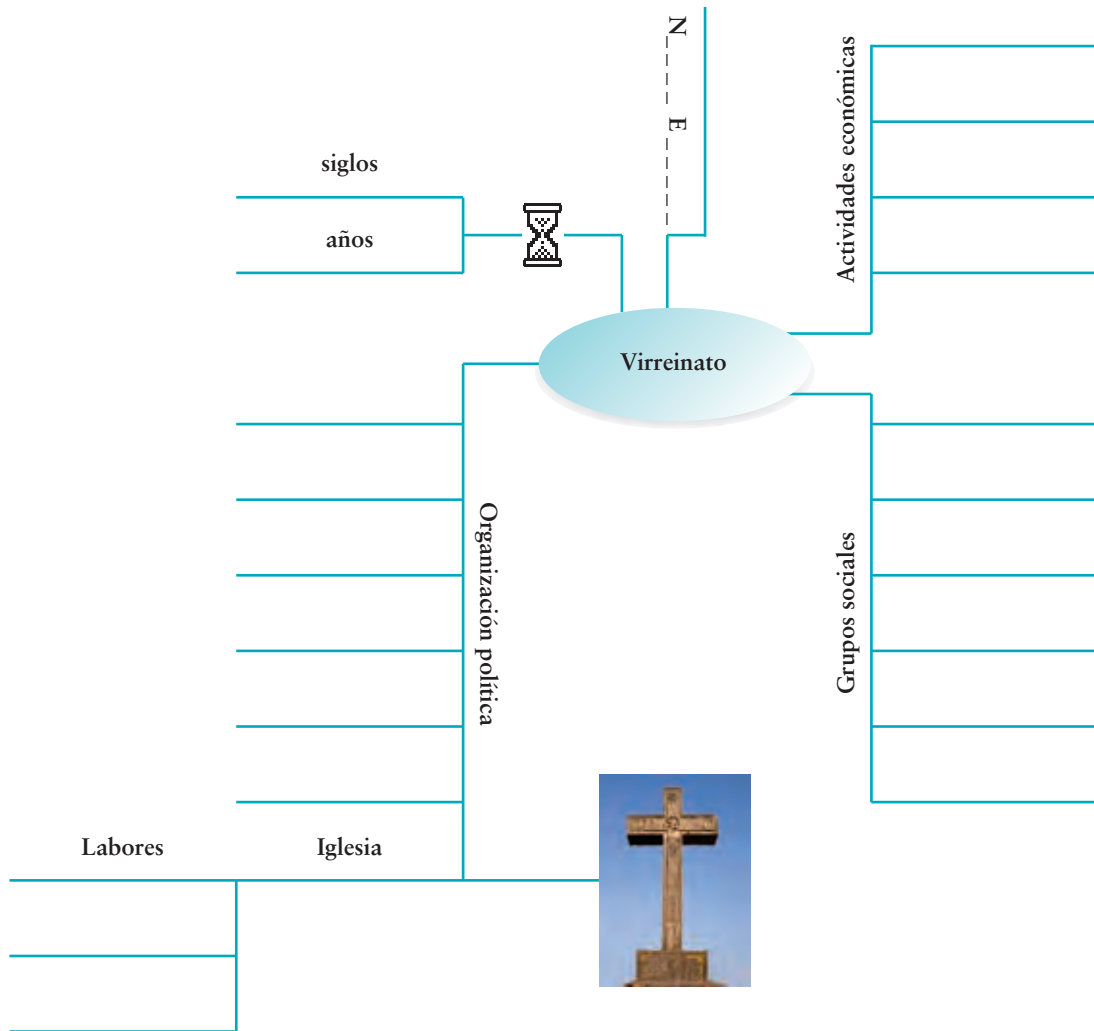 N E
Actividades económicas
siglos
años
Virreinato
Organización política
Grupos sociales
Labores
Iglesia